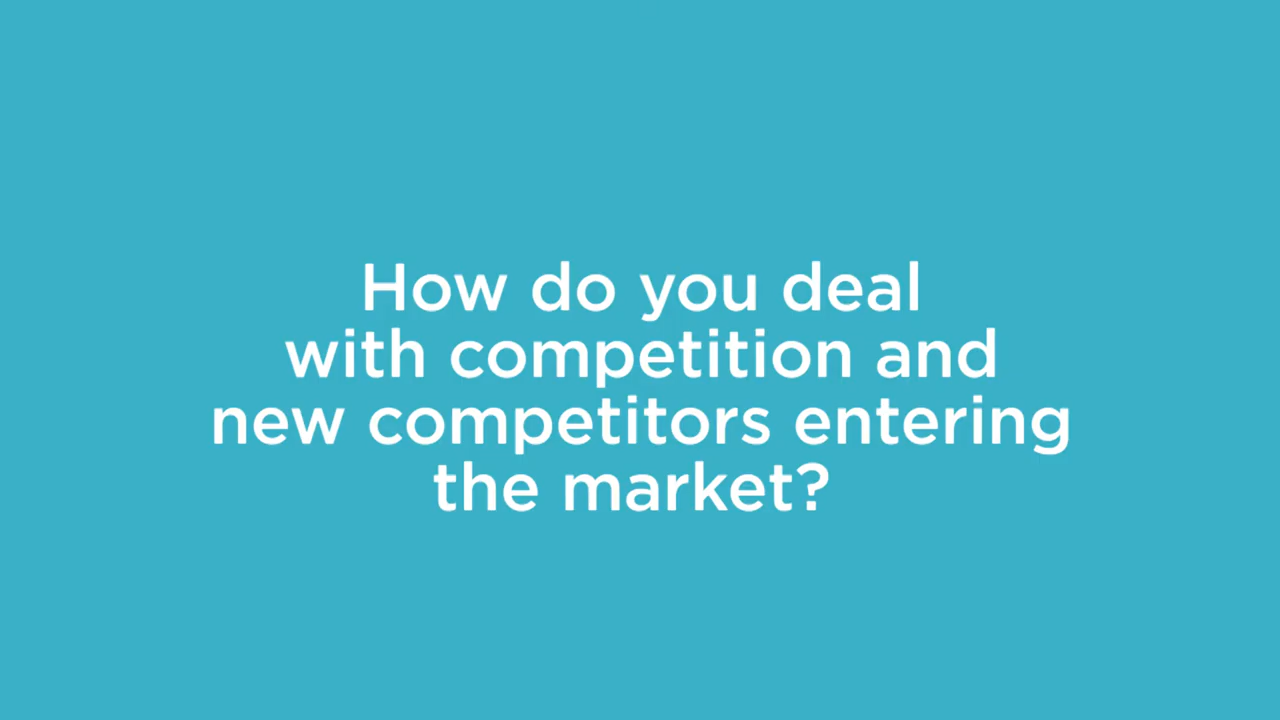 How do you deal
with competition and
new competitors entering
the market?